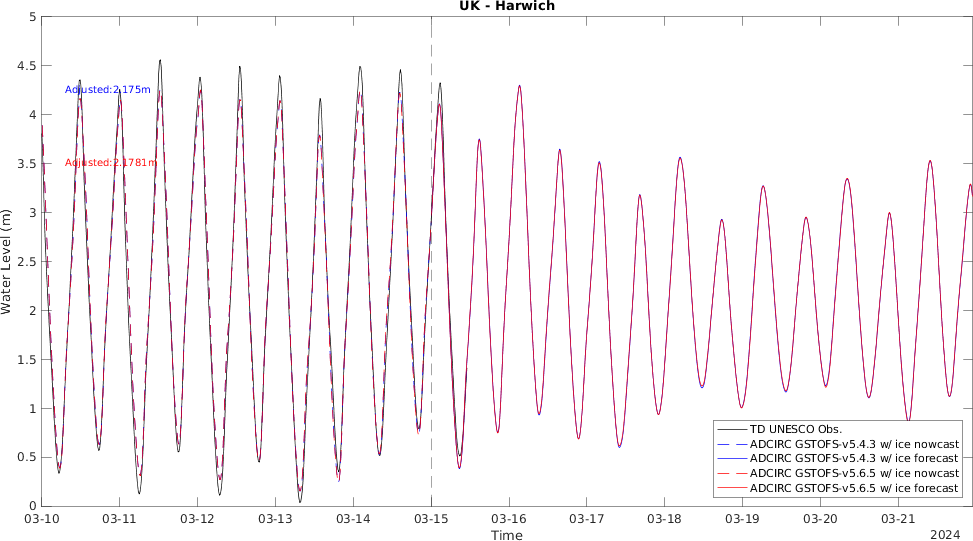 UK - Harwich
5
4.5
4
3.5
3
2.5
2
1.5
1
0.5
0
Water Level (m)
Adjusted:2.175m
Adjusted:2.1781m
TD UNESCO Obs.
ADCIRC GSTOFS-v5.4.3 w/ ice nowcast
ADCIRC GSTOFS-v5.4.3 w/ ice forecast
ADCIRC GSTOFS-v5.6.5 w/ ice nowcast
ADCIRC GSTOFS-v5.6.5 w/ ice forecast
03-10 03-11 03-12 03-13 03-14 03-15 03-16 03-17 03-18 03-19 03-20 03-21
Time
2024